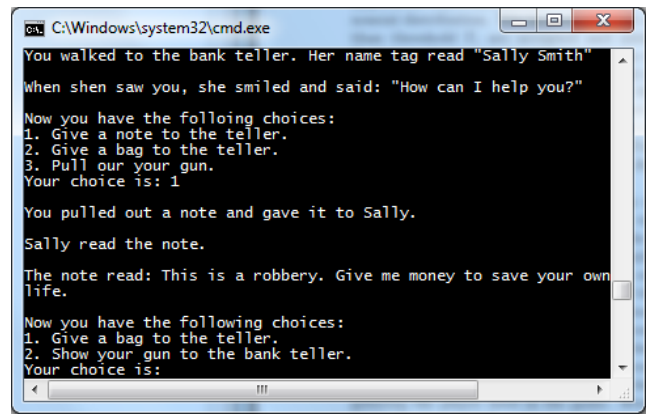 C:\Windows\system32\cmd.exe
You walked to the bank teller. Her name tag read "Sally Smith"
When shen saw you, she smiled and said: "How can I help you?"
Now you have the folloing choices:
1. Give a note to the teller.
2. Give a bag to the teller.
3. Pull our your gun.
Your choice is: 1
You pulled out a note and gave it to Sally.
Sally read the note.
The note read: This is a robbery. Give me money to save your own
life.
Now you have the following choices:
1. Give a bag to the teller.
2. Show your gun to the bank teller.
Your choice is: